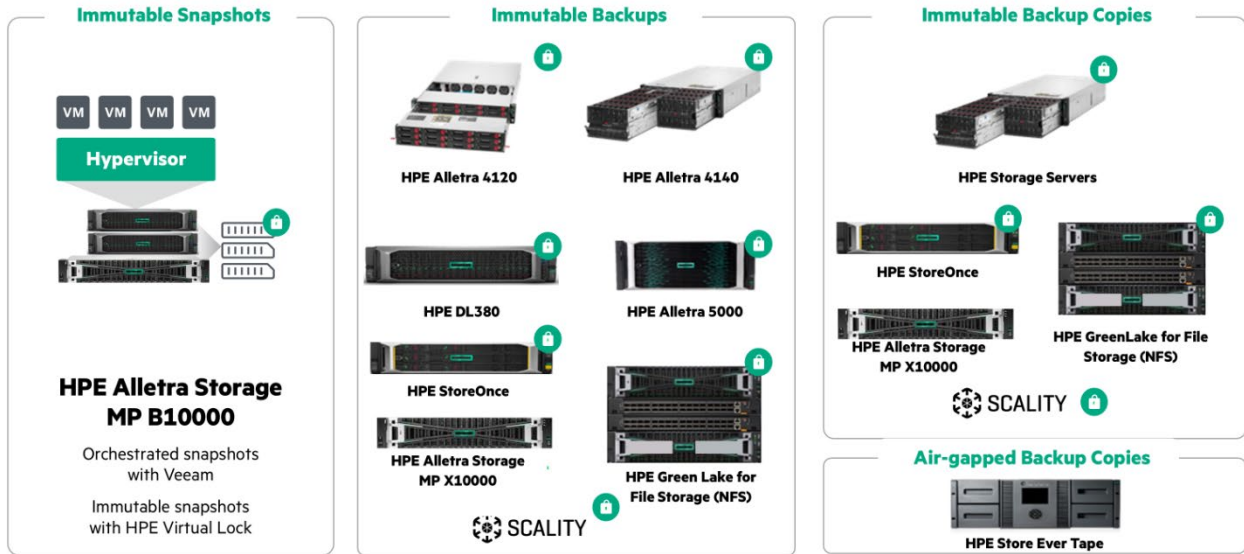 Immutable Snapshots
VM VM VM VM
Hypervisor
HPE Alletra Storage
MP B10000
Orchestrated snapshots
with Veeam
Immutable snapshots
with HPE Virtual Lock
Immutable Backups
HPE Alletra 4120
HPE Alletra 4140
HPE DL380
HPE Alletra 5000
HPE StoreOnce
HPE Alletra Storage
MP X10000
HPE Green Lake for
File Storage (NFS)
SCALITY
Immutable Backup Copies
HPE Storage Servers
HPE StoreOnce
HPE Alletra Storage
MP X10000
HPE GreenLake for File
Storage (NFS)
SCALITY
Air-gapped Backup Copies
HPE Store Ever Tape